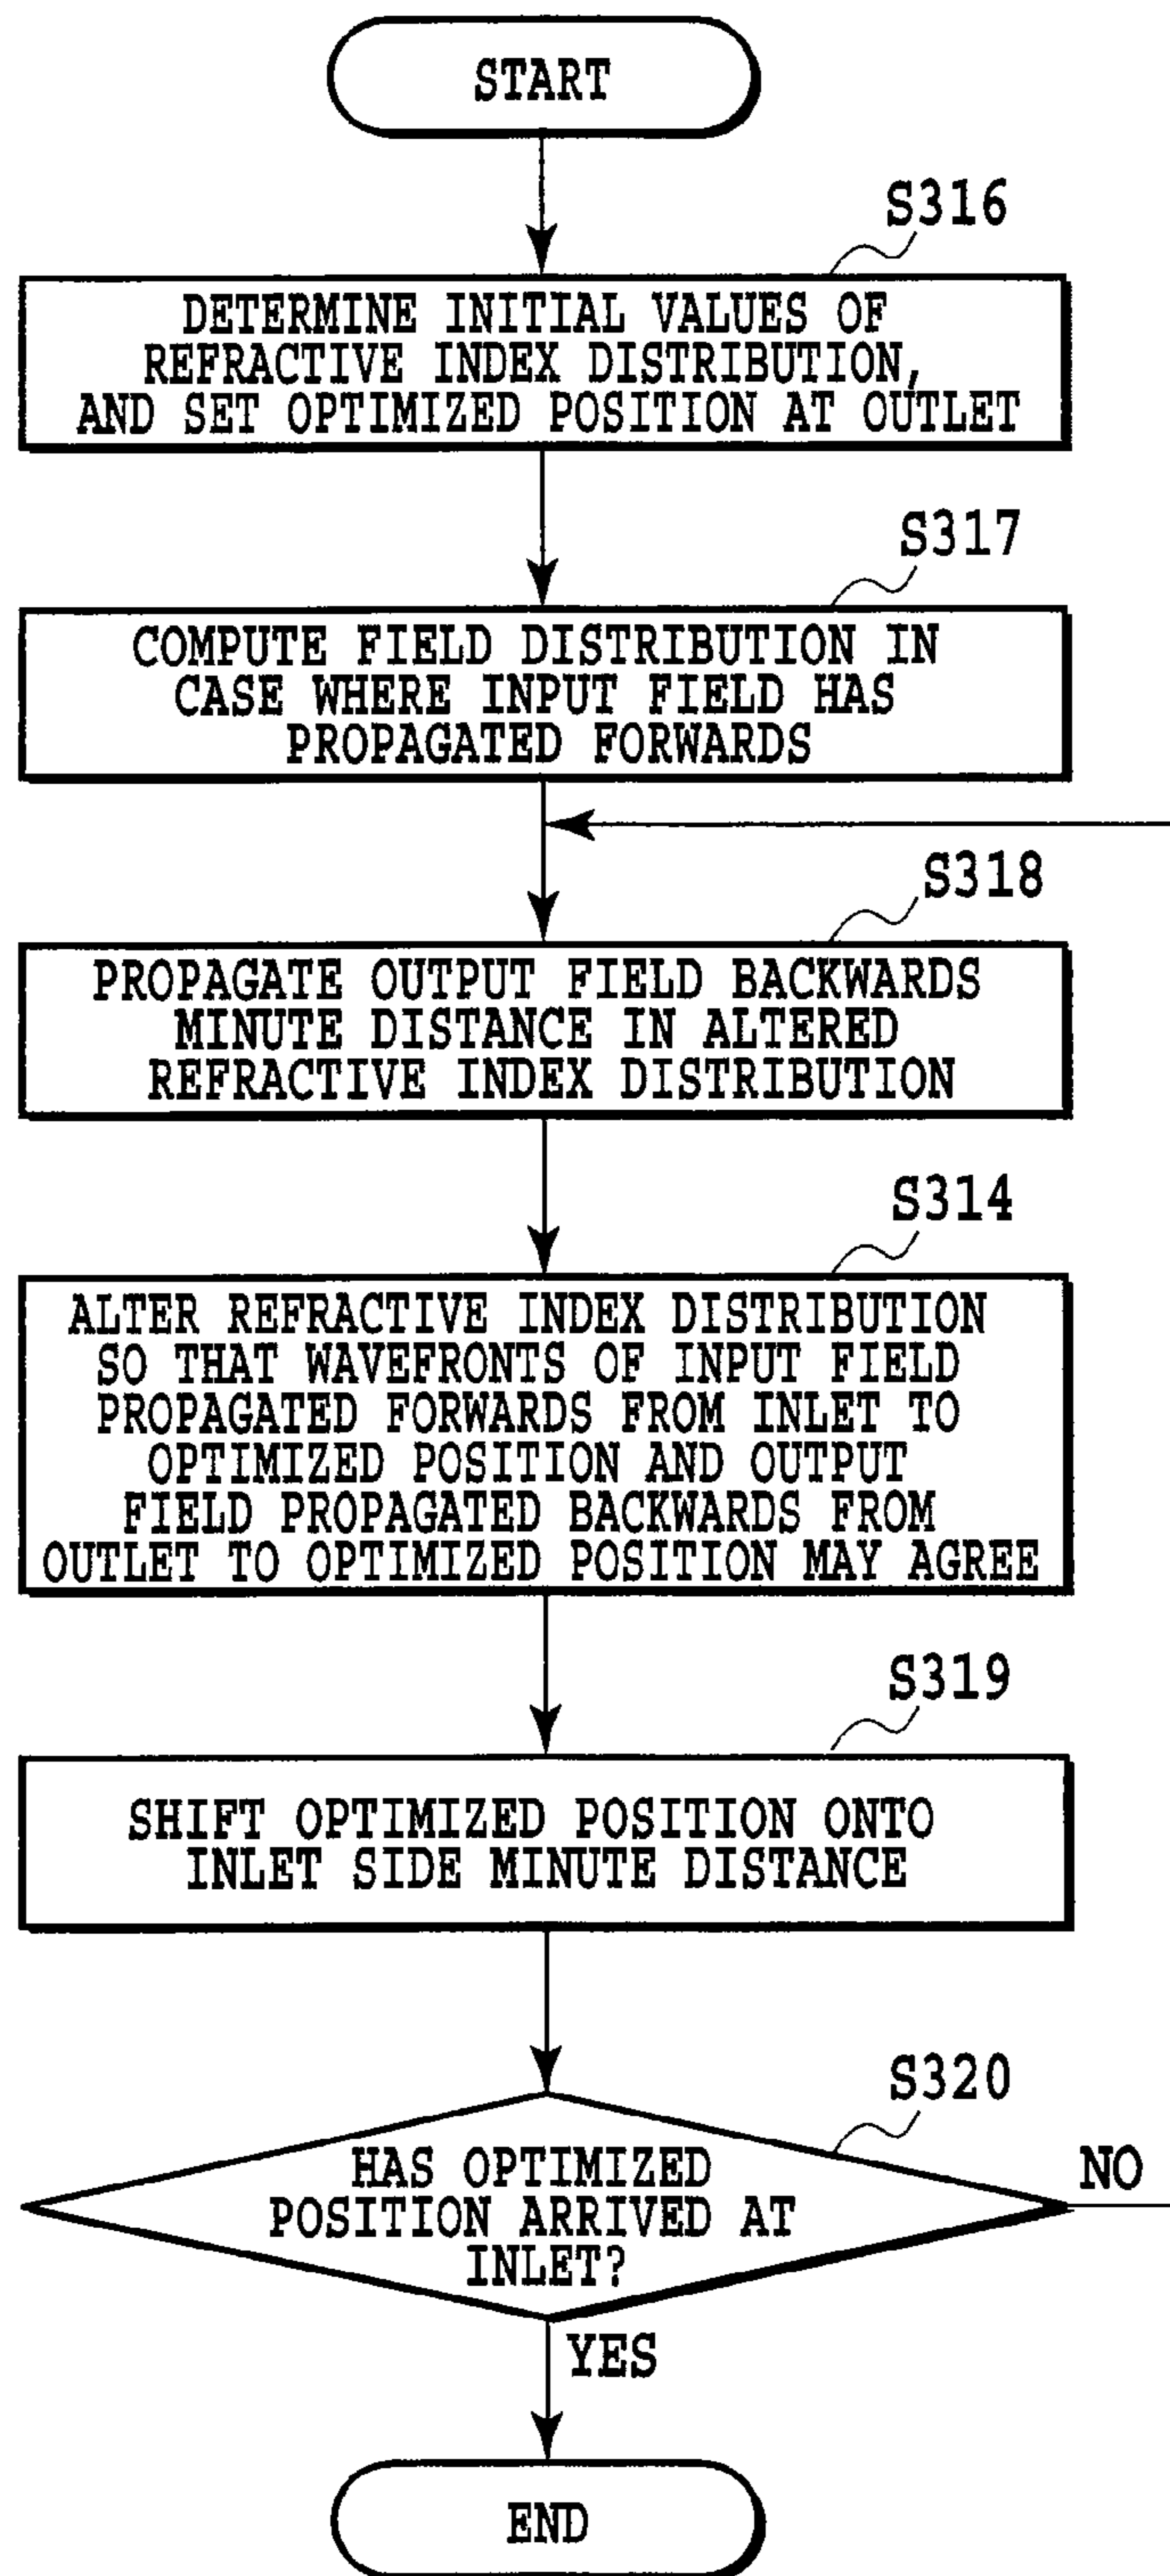 START
S316
DETERMINE INITIAL VALUES OF
REFRACTIVE INDEX DISTRIBUTION,
AND SET OPTIMIZED POSITION AT OUTLET
S317
COMPUTE FIELD DISTRIBUTION IN
CASE WHERE INPUT FIELD HAS
PROPAGATED FORWARDS
S318
PROPAGATE OUTPUT FIELD BACKWARDS
MINUTE DISTANCE IN ALTERED
REFRACTIVE INDEX DISTRIBUTION
S314
ALTER REFRACTIVE INDEX DISTRIBUTION
SO THAT WAVEFRONTS OF INPUT FIELD
PROPAGATED FORWARDS FROM INLET TO
OPTIMIZED POSITION AND OUTPUT
FIELD PROPAGATED BACKWARDS FROM
OUTLET TO OPTIMIZED POSITION MAY AGREE
S319
SHIFT OPTIMIZED POSITION ONTO
INLET SIDE MINUTE DISTANCE
S320
HAS OPTIMIZED
POSITION ARRIVED AT
INLET?
NO
YES
END